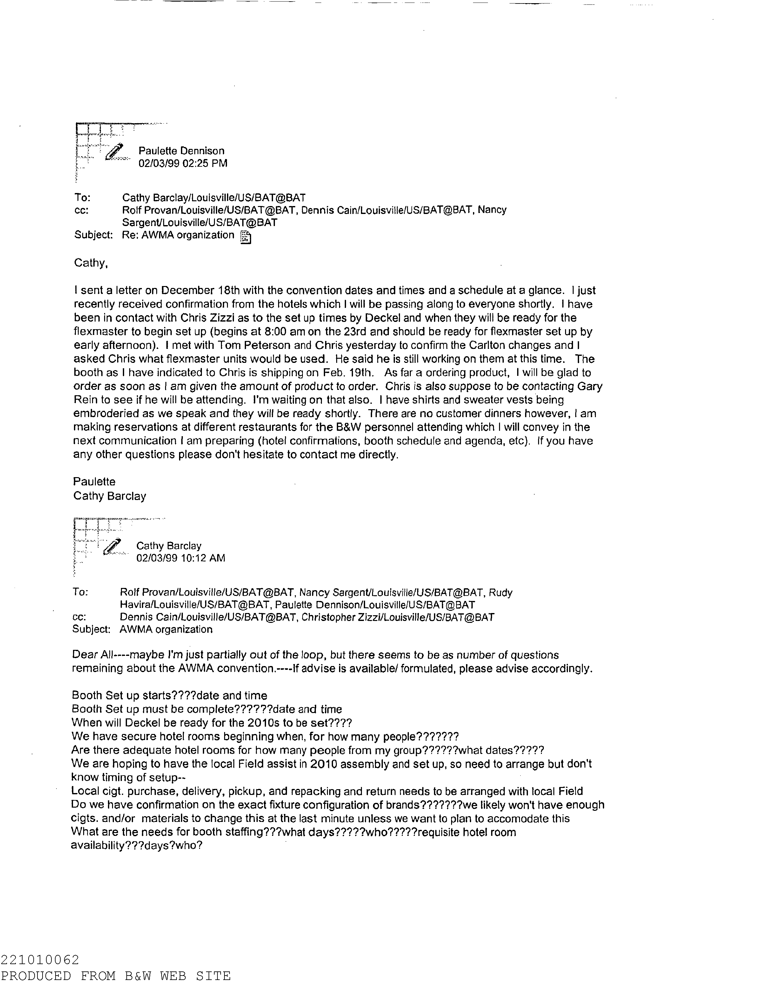 Paulette Dennison
02/03/99 02:25 PM
To: Cathy Barclay/Louisville/US/BAT@BAT
cc: Rolf Provan/Louisville/US/BAT@BAT, Dennis Cain/Louisville/US/BAT@BAT, Nancy
Sargent/Louisville/US/BAT@BAT
Subject: Re: AWMA organization
Cathy,
I sent a letter on December 18th with the convention dates and times and a schedule at a glance. I just
recently received confirmation from the hotels which I will be passing along to everyone shortly. I have
been in contact with Chris Zizzi as to the set up times by Deckel and when they will be ready for the
flexmaster to begin set up (begins at 8:00 am on the 23rd and should be ready for flexmaster set up by
early afternoon). I met with Tom Peterson and Chris yesterday to confirm the Carlton changes and I
asked Chris what flexmaster units would be used. He said he is still working on them at this time. The
booth as I have indicated to Chris is shipping on Feb. 19th. As far a ordering product, I will be glad to
order as soon as I am given the amount of product to order. Chris is also suppose to be contacting Gary
Rein to see if he will be attending. I'm waiting on that also. I have shirts and sweater vests being
embroderied as we speak and they will be ready shortly. There are no customer dinners however, I am
making reservations at different restaurants for the B&W personnel attending which I will convey in the
next communication I am preparing (hotel confirmations, booth schedule and agenda, etc). If you have
any other questions please don't hesitate to contact me directly.
Paulette
Cathy Barclay
Cathy Barclay
02/03/99 10:12 AM
To: Rolf Provan/Louisville/US/BAT@BAT, Nancy Sargent/Louisville/US/BAT@BAT, Rudy
Havira/Louisville/US/BAT@BAT, Paulette Dennison/Louisville/US/BAT@BAT
cc: Dennis Cain/Louisville/US/BAT@BAT, Christopher Zizzi/Louisville/US/BAT@BAT
Subject: AWMA organization
Dear All----maybe I'm just partially out of the loop, but there seems to be as number of questions
remaining about the AWMA convention.----If advise is available/ formulated, please advise accordingly.
Booth Set up starts????date and time
Booth Set up must be complete??????date and time
When will Deckel be ready for the 2010s to be set????
We have secure hotel rooms beginning when, for how many people???????
Are there adequate hotel rooms for how many people from my group??????what dates?????
We are hoping to have the local Field assist in 2010 assembly and set up, so need to arrange but don't
know timing of setup--
Local cigt. purchase, delivery, pickup, and repacking and return needs to be arranged with local Field
Do we have confirmation on the exact fixture configuration of brands???????we likely won't have enough
cigts. and/or materials to change this at the last minute unless we want to plan to accomodate this
What are the needs for booth staffing???what days?????who?????requisite hotel room
availability???days?who?
221010062
PRODUCED FROM B&W WEB SITE